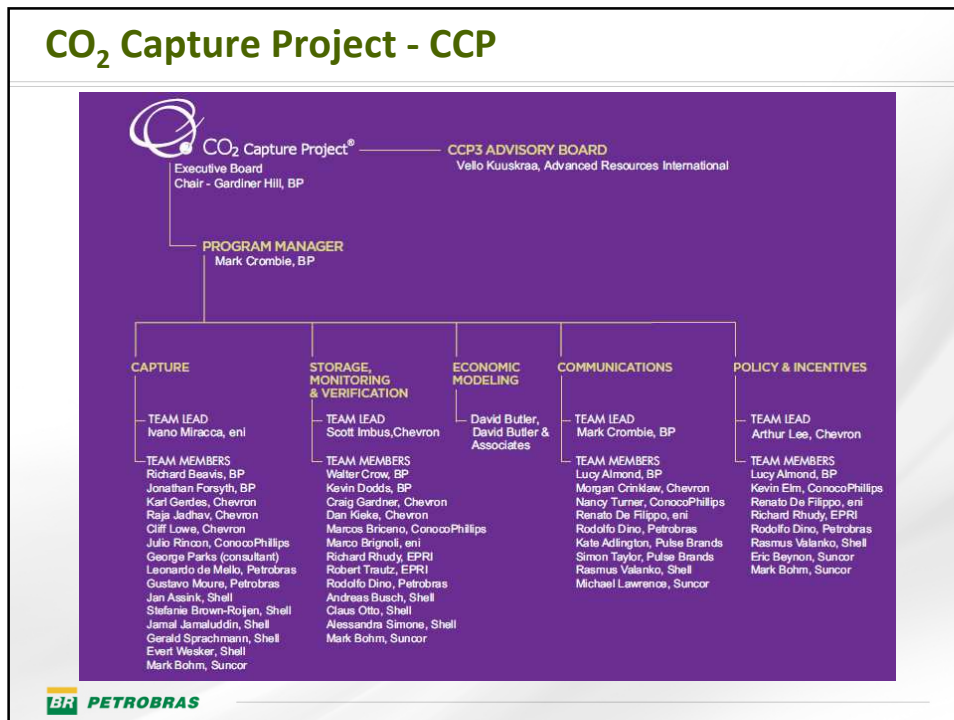 CO₂ Capture Project - CCP
CO₂ Capture Project®
CCP3 ADVISORY BOARD
Vello Kuuskraa, Advanced Resources International
Executive Board
Chair - Gardiner Hill, BP
PROGRAM MANAGER
Mark Crombie, BP
CAPTURE
TEAM LEAD
Ivano Miracca, eni
TEAM MEMBERS
Richard Beavis, BP
Jonathan Forsyth, BP
Karl Gerdes, Chevron
Raja Jadhav, Chevron
Cliff Lowe, Chevron
Julio Rincon, ConocoPhillips
George Parks (consultant)
Leonardo de Mello, Petrobras
Gustavo Moure, Petrobras
Jan Assink, Shell
Stefanie Brown-Roijen, Shell
Jamal Jamaluddin, Shell
Gerald Sprachmann, Shell
Evert Wesker, Shell
Mark Bohm, Suncor
STORAGE,
MONITORING
& VERIFICATION
TEAM LEAD
Scott Imbus,Chevron
TEAM MEMBERS
Walter Crow, BP
Kevin Dodds, BP
Craig Gardner, Chevron
Dan Kieke, Chevron
Marcos Briceno, ConocoPhillips
Marco Brignoli, eni
Richard Rhudy, EPRI
Robert Trautz, EPRI
Rodolfo Dino, Petrobras
Andreas Busch, Shell
Claus Otto, Shell
Alessandra Simone, Shell
Mark Bohm, Suncor
ECONOMIC
MODELING
David Butler,
David Butler &
Associates
COMMUNICATIONS
TEAM LEAD
Mark Crombie, BP
TEAM MEMBERS
Lucy Almond, BP
Morgan Crinklaw, Chevron
Nancy Turner, ConocoPhillips
Renato De Filippo, eni
Rodolfo Dino, Petrobras
Kate Adlington, Pulse Brands
Simon Taylor, Pulse Brands
Rasmus Valanko, Shell
Michael Lawrence, Suncor
POLICY & INCENTIVES
TEAM LEAD
Arthur Lee, Chevron
TEAM MEMBERS
Lucy Almond, BP
Kevin Elm, ConocoPhillips
Renato De Filippo, eni
Richard Rhudy, EPRI
Rodolfo Dino, Petrobras
Rasmus Valanko, Shell
Eric Beynon, Suncor
Mark Bohm, Suncor
BR PETROBRAS